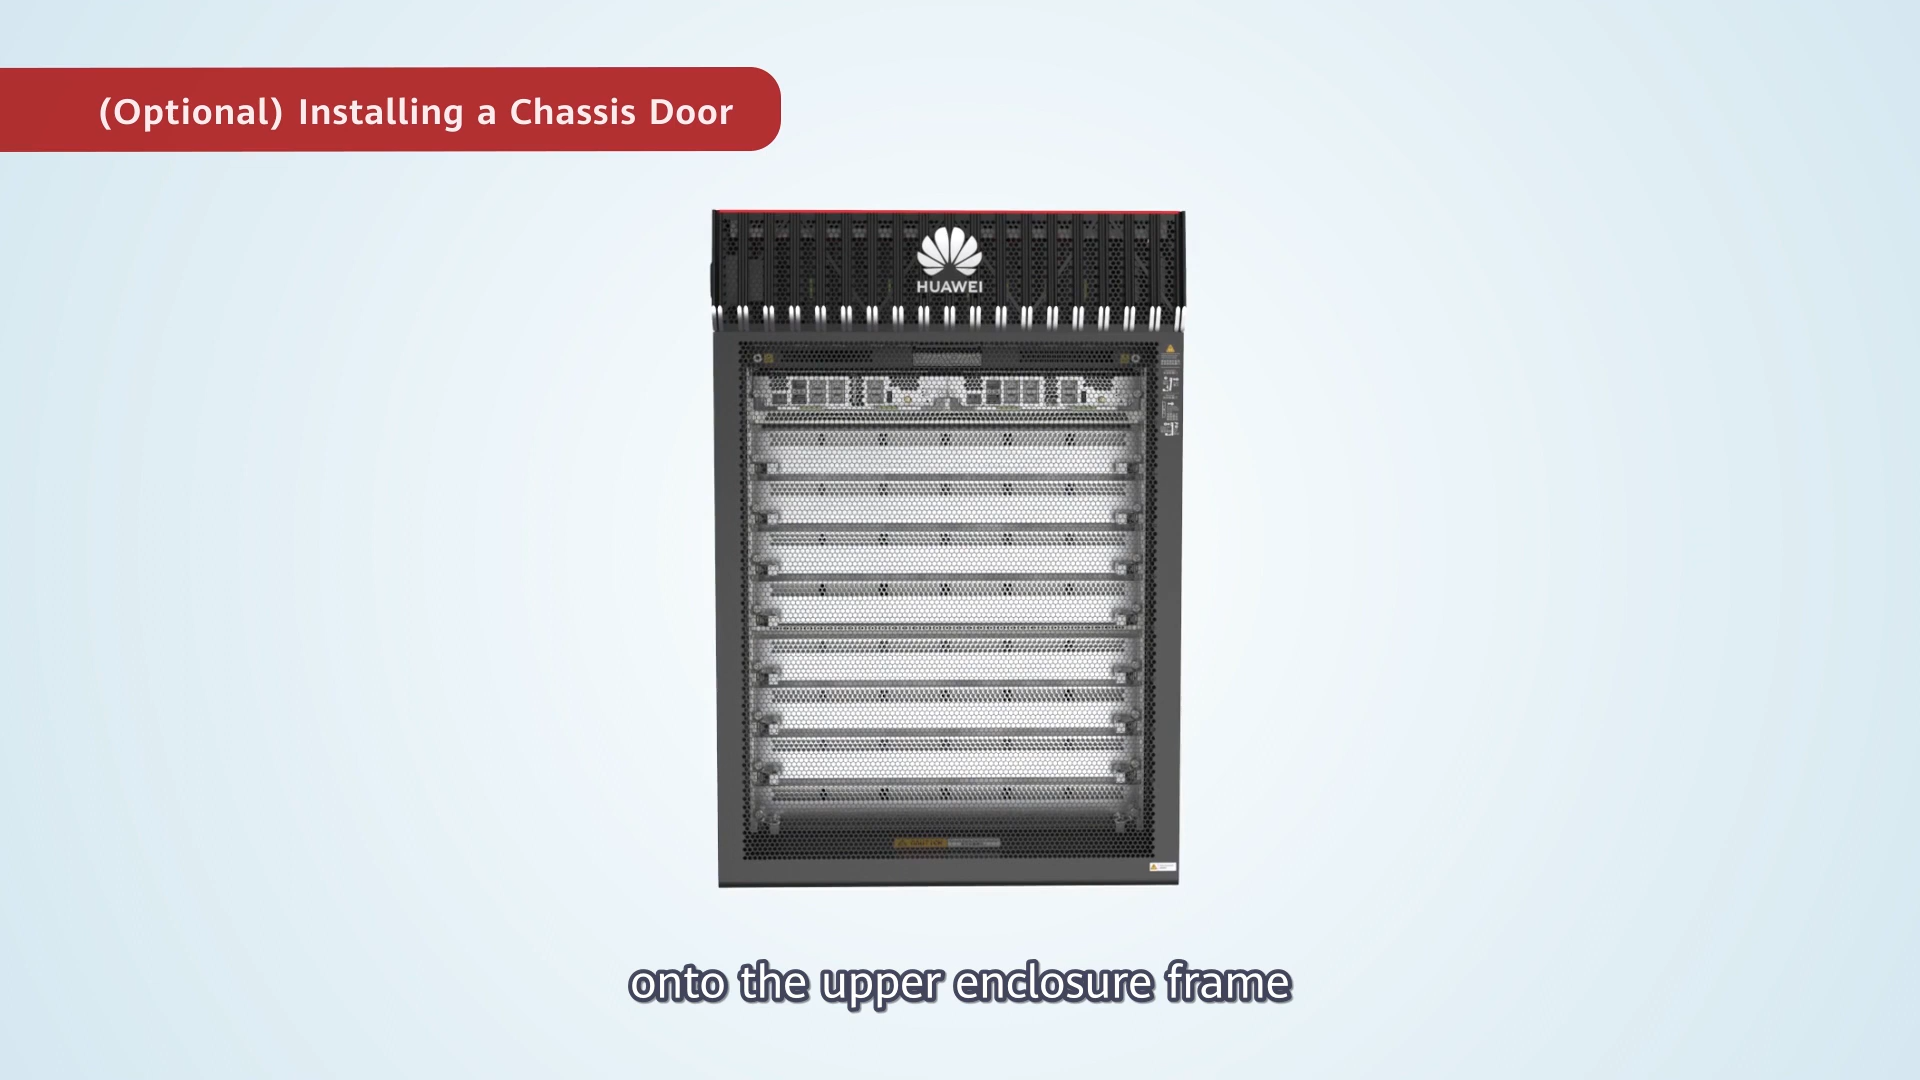 (Optional) Installing a Chassis Door
HUAWEI
onto the upper enclosure frame